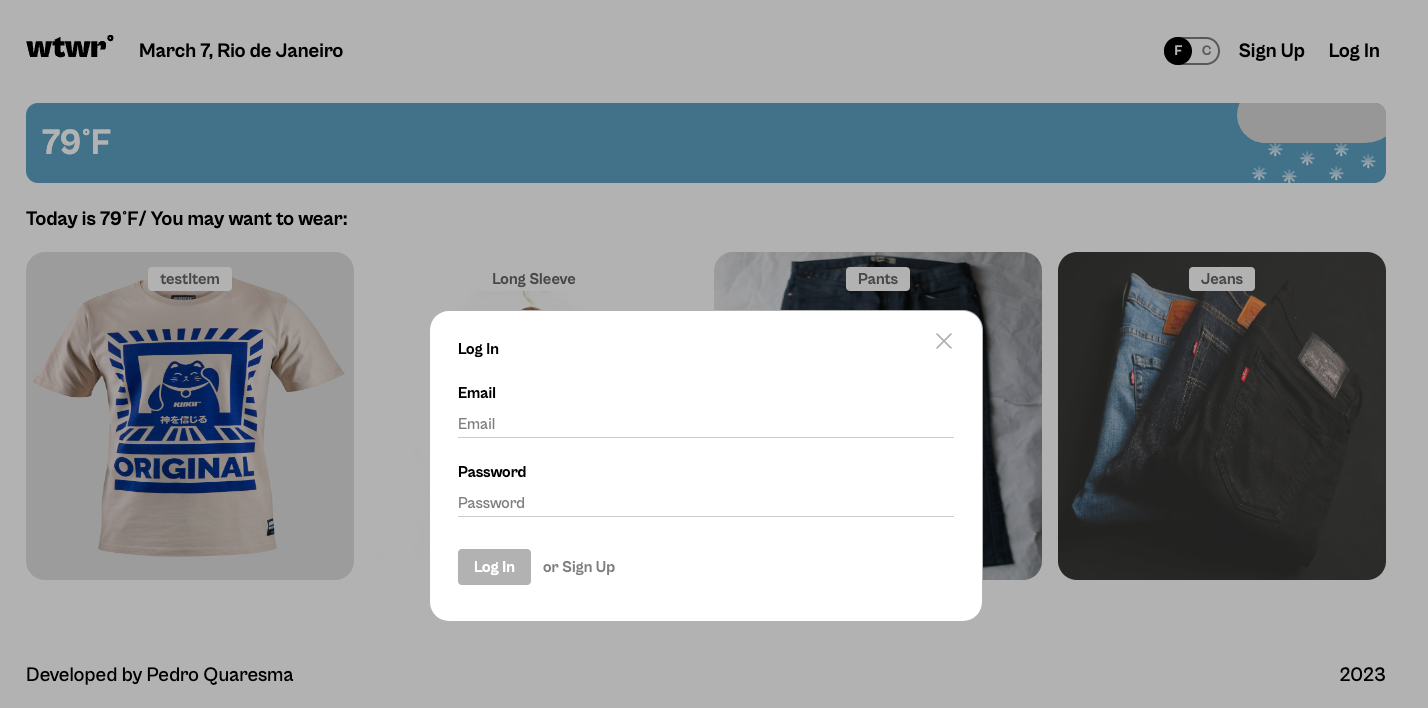 wtwr°
March 7, Rio de Janeiro
F C
Sign Up
Log In
79°F
Today is 79°F/ You may want to wear:
testItem
Long Sleeve
Pants
Jeans
KIIKII
神を信じる
ORIGINAL
Log In
Email
Email
Password
Password
Log In
or Sign Up
Developed by Pedro Quaresma
2023